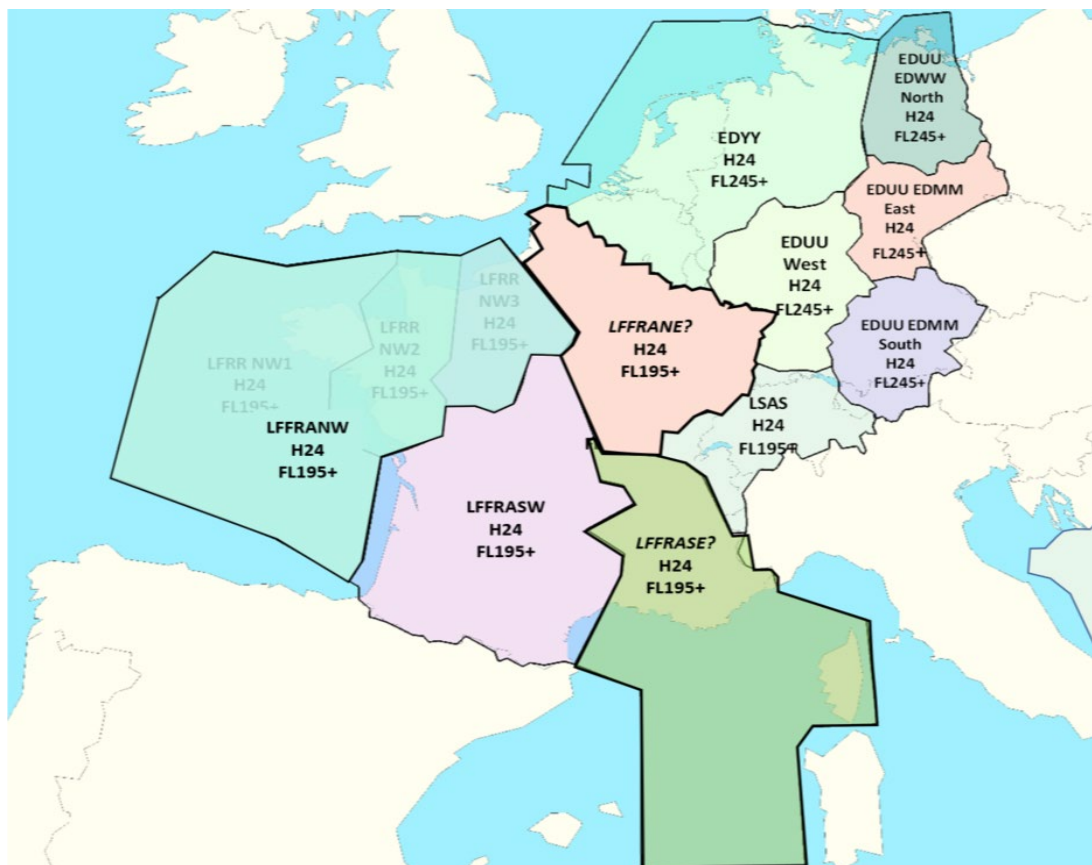 EDUU
EDWW
North
H24
FL245+
EDYY
H24
FL245+
EDUU EDMM
East
H24
FL245+
EDUU
West
H24
FL245+
LFRR
NW3
H24
FL195+
LFRR
NW2
H24
FL195+
LFRR NW1
H24
FL195+
LFFRANE?
H24
FL195+
EDUU EDMM
South
H24
FL245+
LSAS
H24
FL195+
LFFRANW
H24
FL195+
LFFRASW
H24
FL195+
LFFRASE?
H24
FL195+